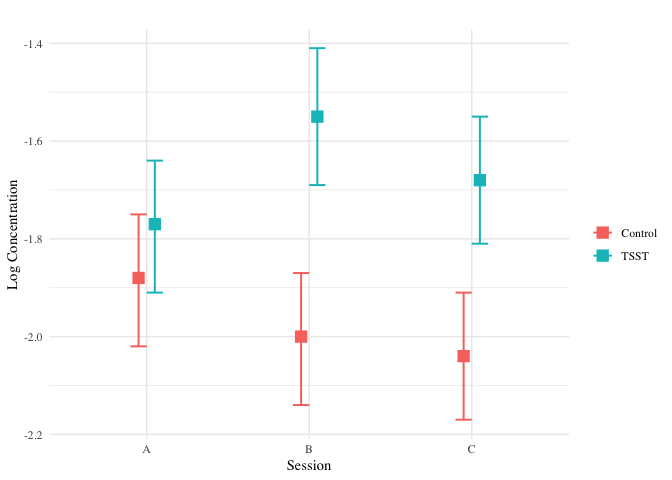 -1.4
-1.6
-1.8
-2.0
-2.2
Log Concentration
A
B
C
Session
Control
TSST